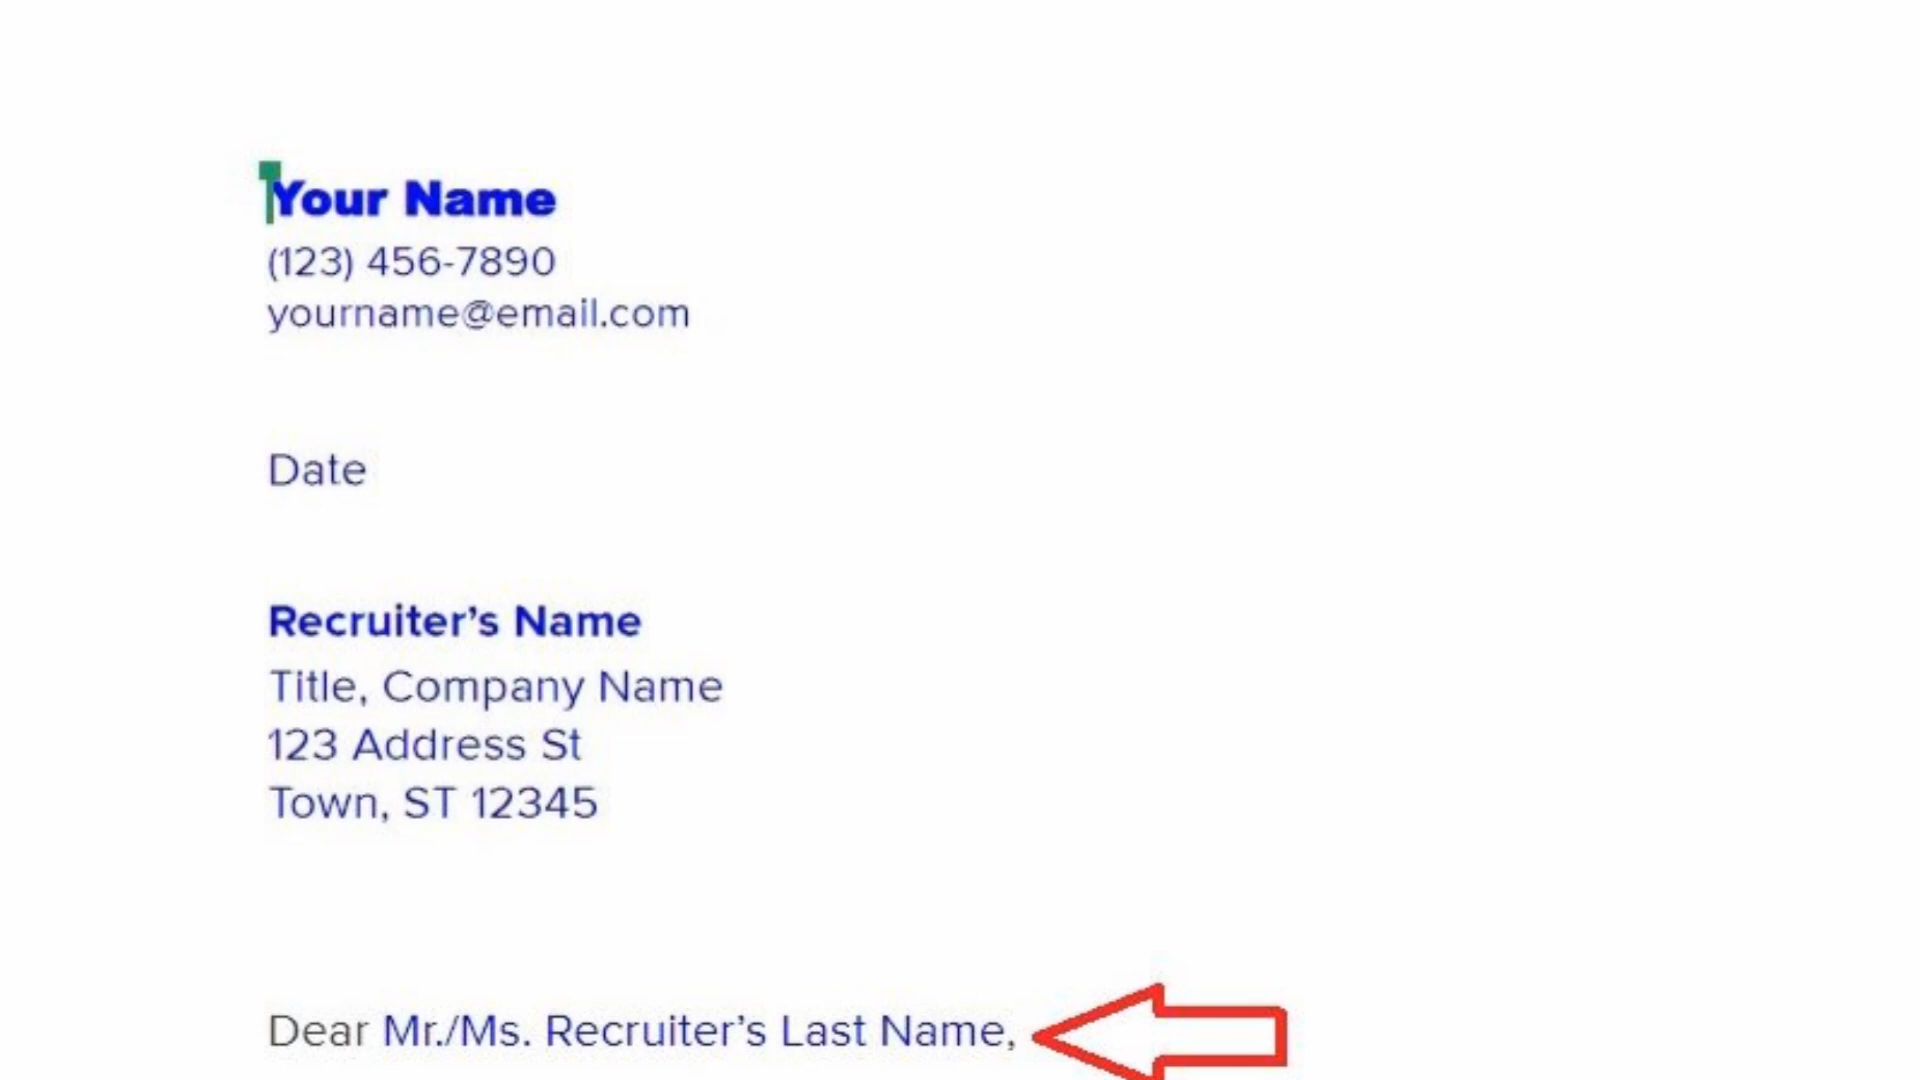 Your Name
(123) 456-7890
yourname@email.com
Date
Recruiter’s Name
Title, Company Name
123 Address St
Town, ST 12345
Dear Mr./Ms. Recruiter’s Last Name,